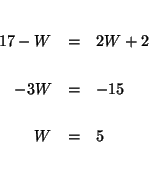 17 − W = 2W + 2
−3W = −15
W = 5